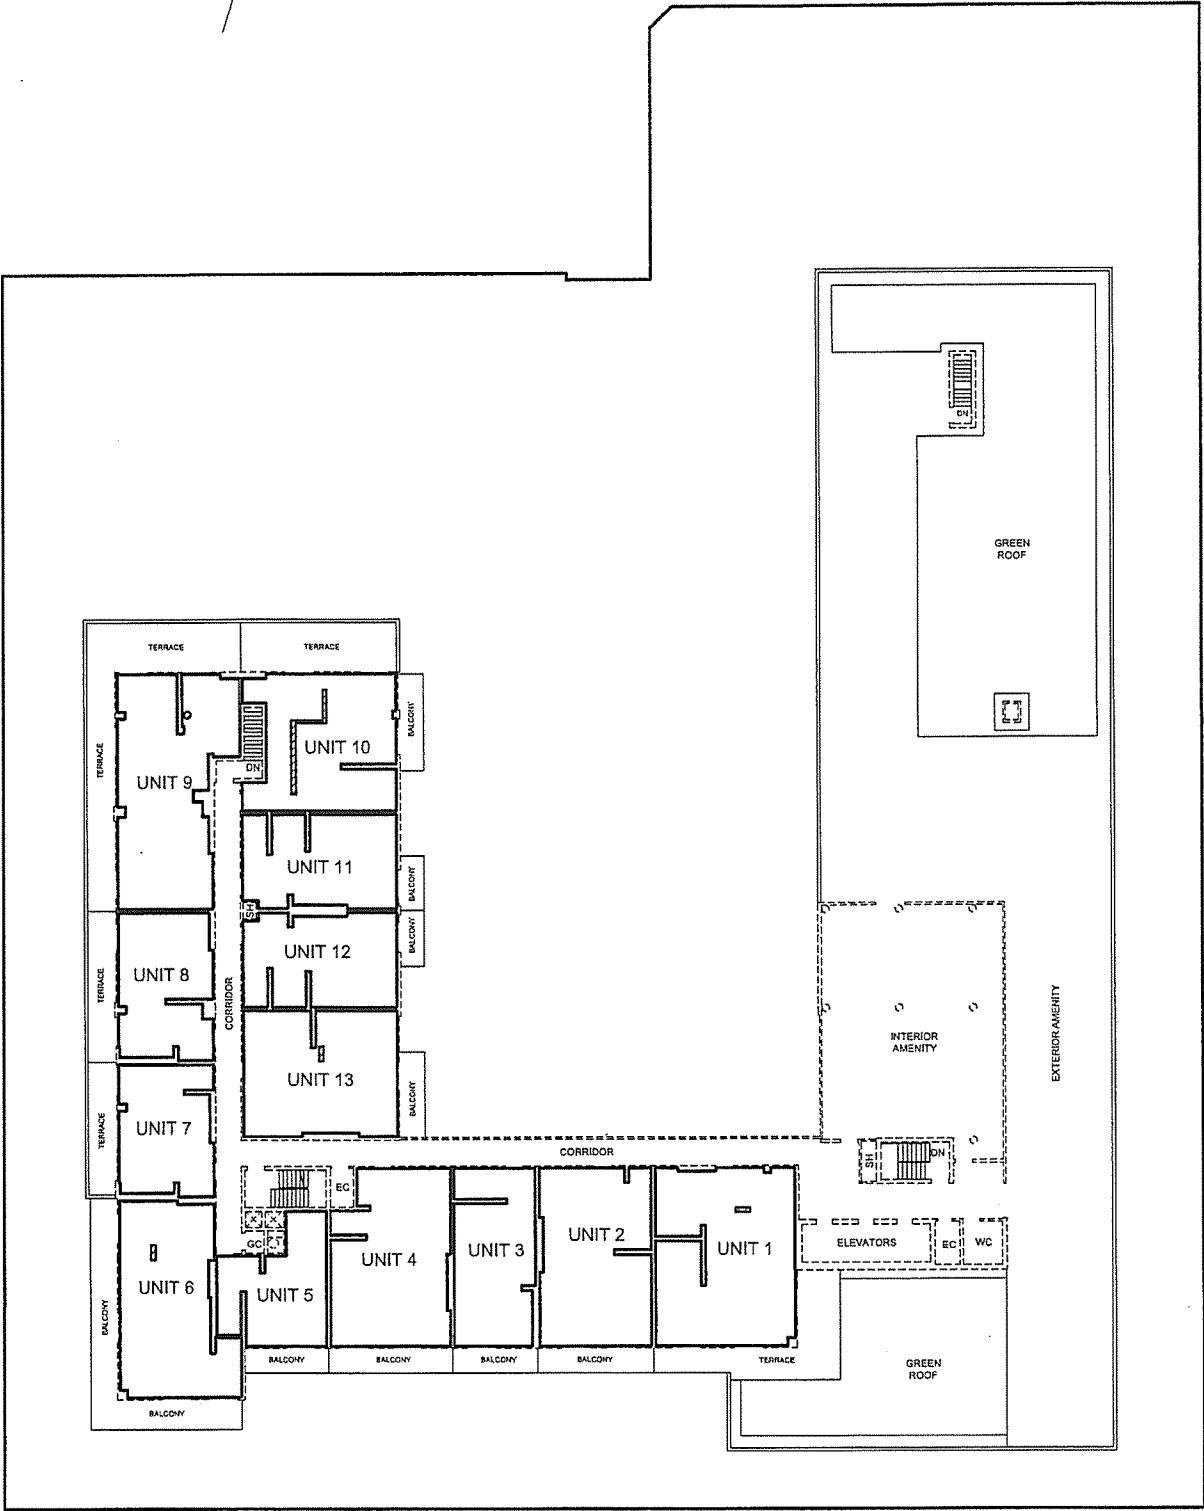 DN
GREEN
ROOF
TERRACE
TERRACE
BALCONY
UNIT 10
TERRACE
DN
UNIT 9
UNIT 11
BALCONY
SH
BALCONY
UNIT 12
UNIT 8
TERRACE
CORRIDOR
INTERIOR
AMENITY
EXTERIOR AMENITY
UNIT 13
BALCONY
UNIT 7
TERRACE
CORRIDOR
SH
DN
EC
X X
GC
UNIT 2
UNIT 3
UNIT 1
UNIT 4
ELEVATORS
EC
WC
UNIT 6
UNIT 5
BALCONY
BALCONY
BALCONY
BALCONY
BALCONY
TERRACE
GREEN
ROOF
BALCONY